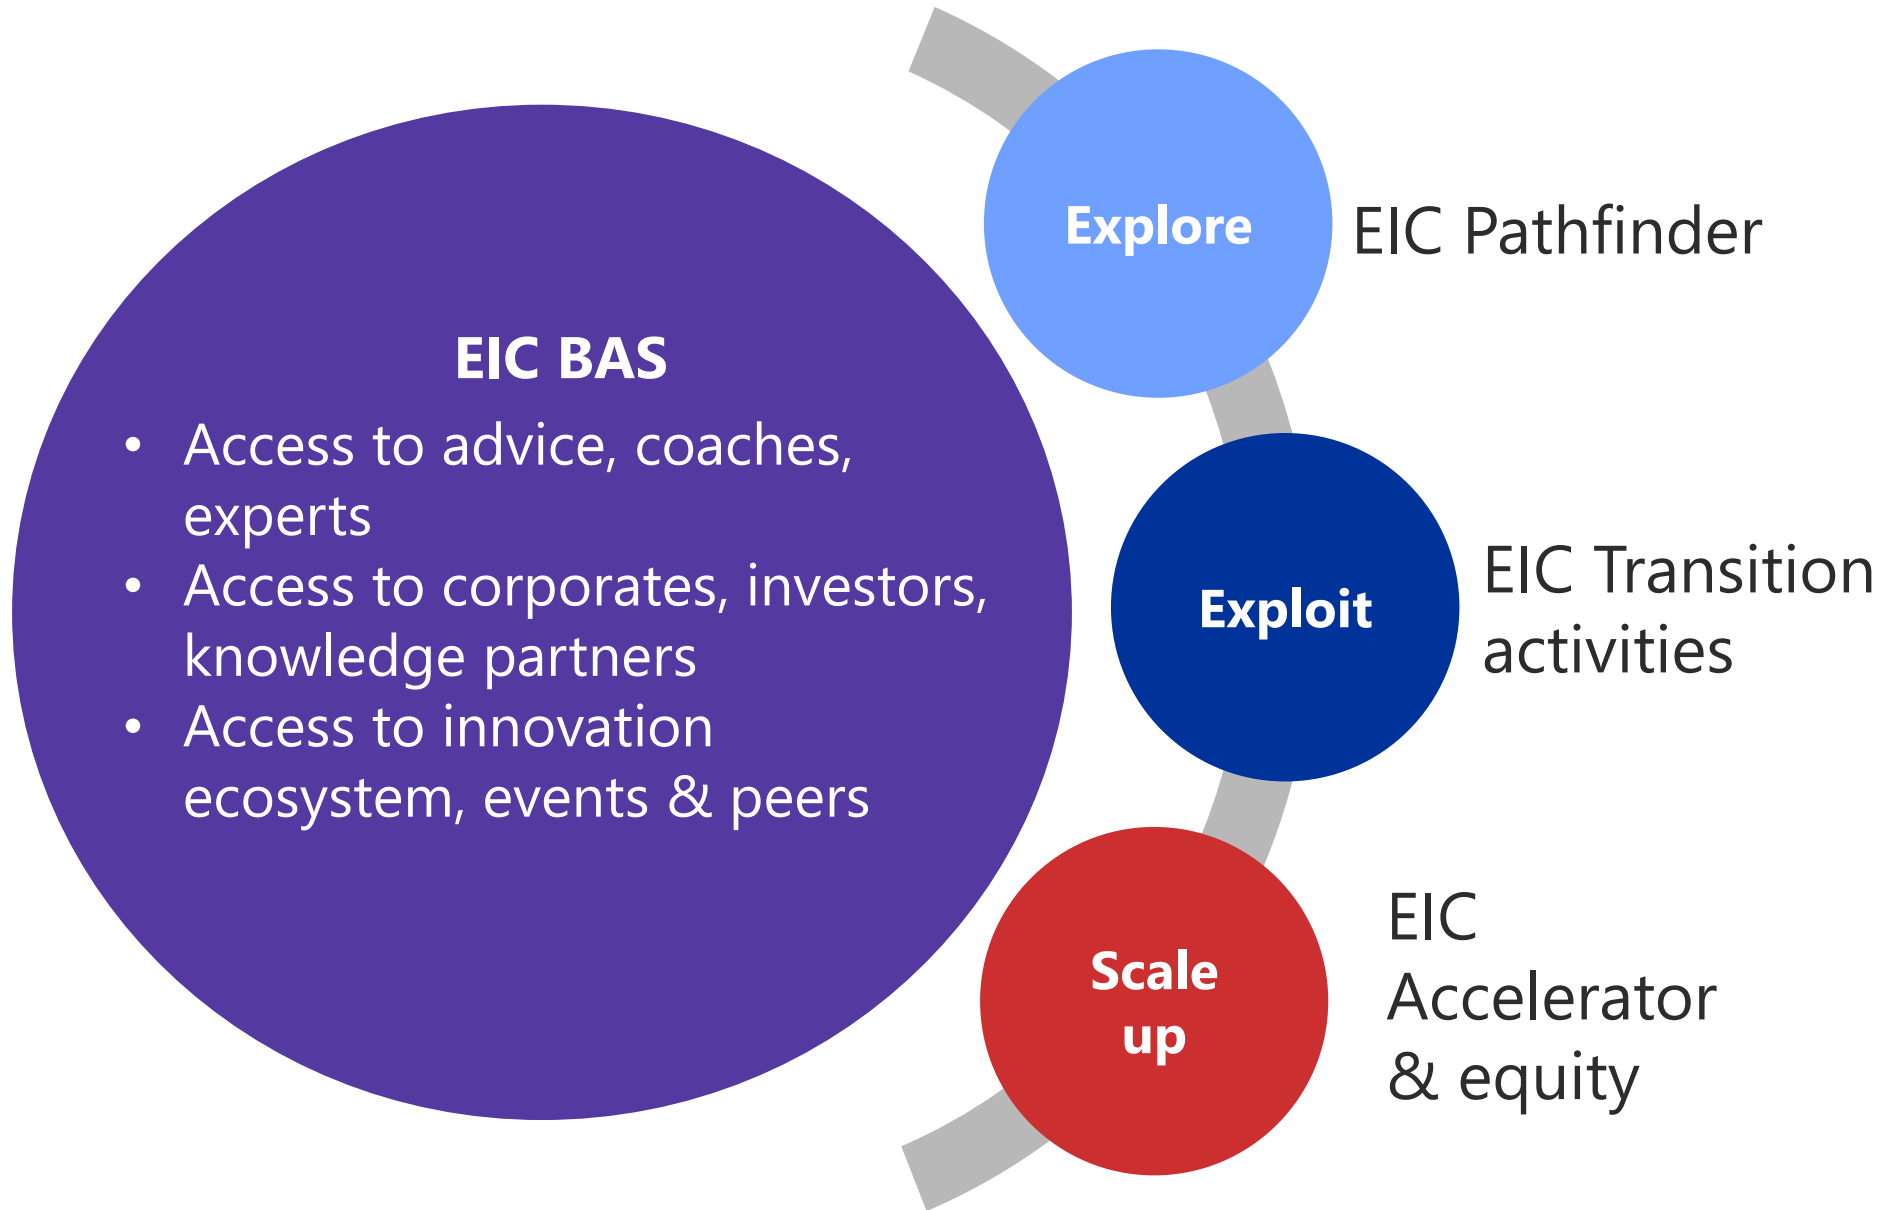 EIC BAS
• Access to advice, coaches,
experts
• Access to corporates, investors,
knowledge partners
• Access to innovation
ecosystem, events & peers
Explore
EIC Pathfinder
Exploit
EIC Transition
activities
Scale
up
EIC
Accelerator
& equity